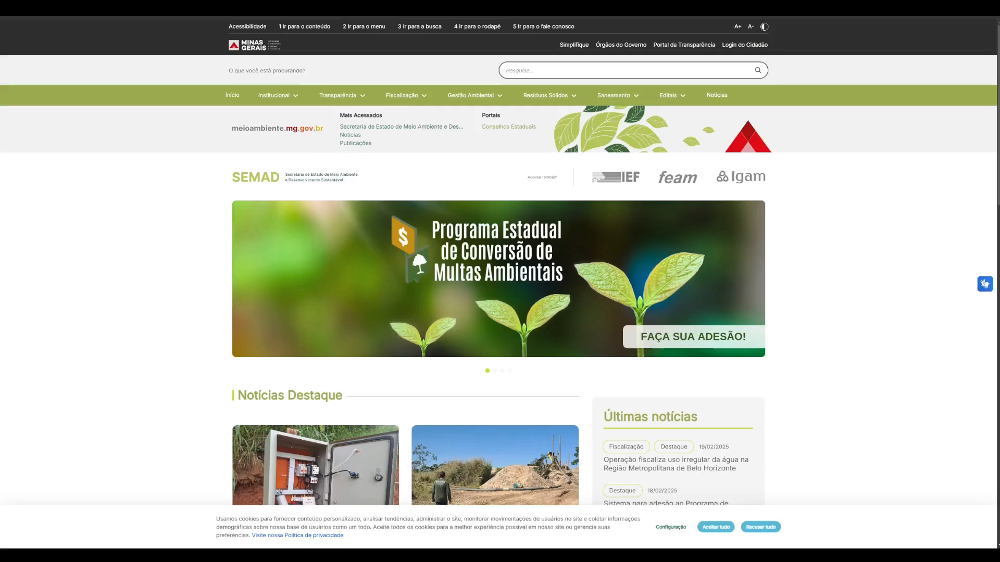 Acessibilidade 1 Ir para o conteúdo 2 Ir para o menu 3 Ir para a busca 4 Ir para o rodapé 5 Ir para o fale conosco A+ A-
MINAS GERAIS
Simplifique Órgãos do Governo Portal da Transparência Login do Cidadão
O que você está procurando? Pesquise...
Início Institucional Transparência Fiscalização Gestão Ambiental Resíduos Sólidos Saneamento Editais Notícias
meioambiente.mg.gov.br
Mais Acessados
Secretaria de Estado de Meio Ambiente e Des...
Noticias
Publicações
Portais
Conselhos Estaduais
SEMAD
Secretaria de Estado de Meio Ambiente
e Desenvolvimento Sustentável
Acesse também
IEF feam Igam
$
Programa Estadual
de Conversão de
Multas Ambientais
FAÇA SUA ADESÃO!
Notícias Destaque
Últimas notícias
Fiscalização Destaque 19/02/2025
Operação fiscaliza uso irregular da água na
Região Metropolitana de Belo Horizonte
Destaque 18/02/2025
Sistema para adesão ao Programa de
Usamos cookies para fornecer conteúdo personalizado, analisar tendências, administrar o site, monitorar movimentações de usuários no site e coletar informações
demográficas sobre nossa base de usuários como um todo. Aceite todos os cookies para a melhor experiência possível em nosso site ou gerencie suas
preferências. Visite nossa Política de privacidade
Configuração Aceitar tudo Recusar tudo